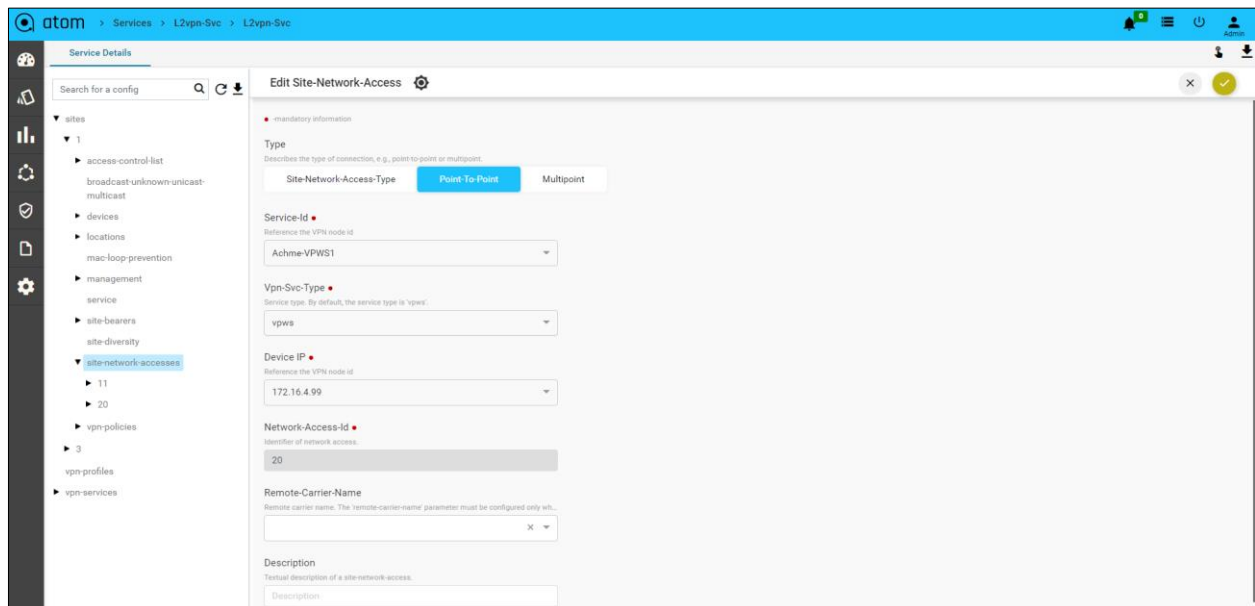 atom > Services > L2vpn-Svc > L2vpn-Svc
0
Admin
Service Details
Search for a config
Edit Site-Network-Access
sites
1
access-control-list
broadcast-unknown-unicast-
multicast
devices
locations
mac-loop-prevention
management
service
site-bearers
site-diversity
site-network-accesses
11
20
vpn-policies
3
vpn-profiles
vpn-services
-mandatory information
Type
Describes the type of connection, e.g., point-to-point or multipoint.
Site-Network-Access-Type
Point-To-Point
Multipoint
Service-Id
Reference the VPN node id
Achme-VPWS1
Vpn-Svc-Type
Service type. By default, the service type is 'vpws'.
vpws
Device IP
Reference the VPN node id
172.16.4.99
Network-Access-Id
Identifier of network access.
20
Remote-Carrier-Name
Remote carrier name. The 'remote-carrier-name' parameter must be configured only wh...
Description
Textual description of a site-network-access.
Description